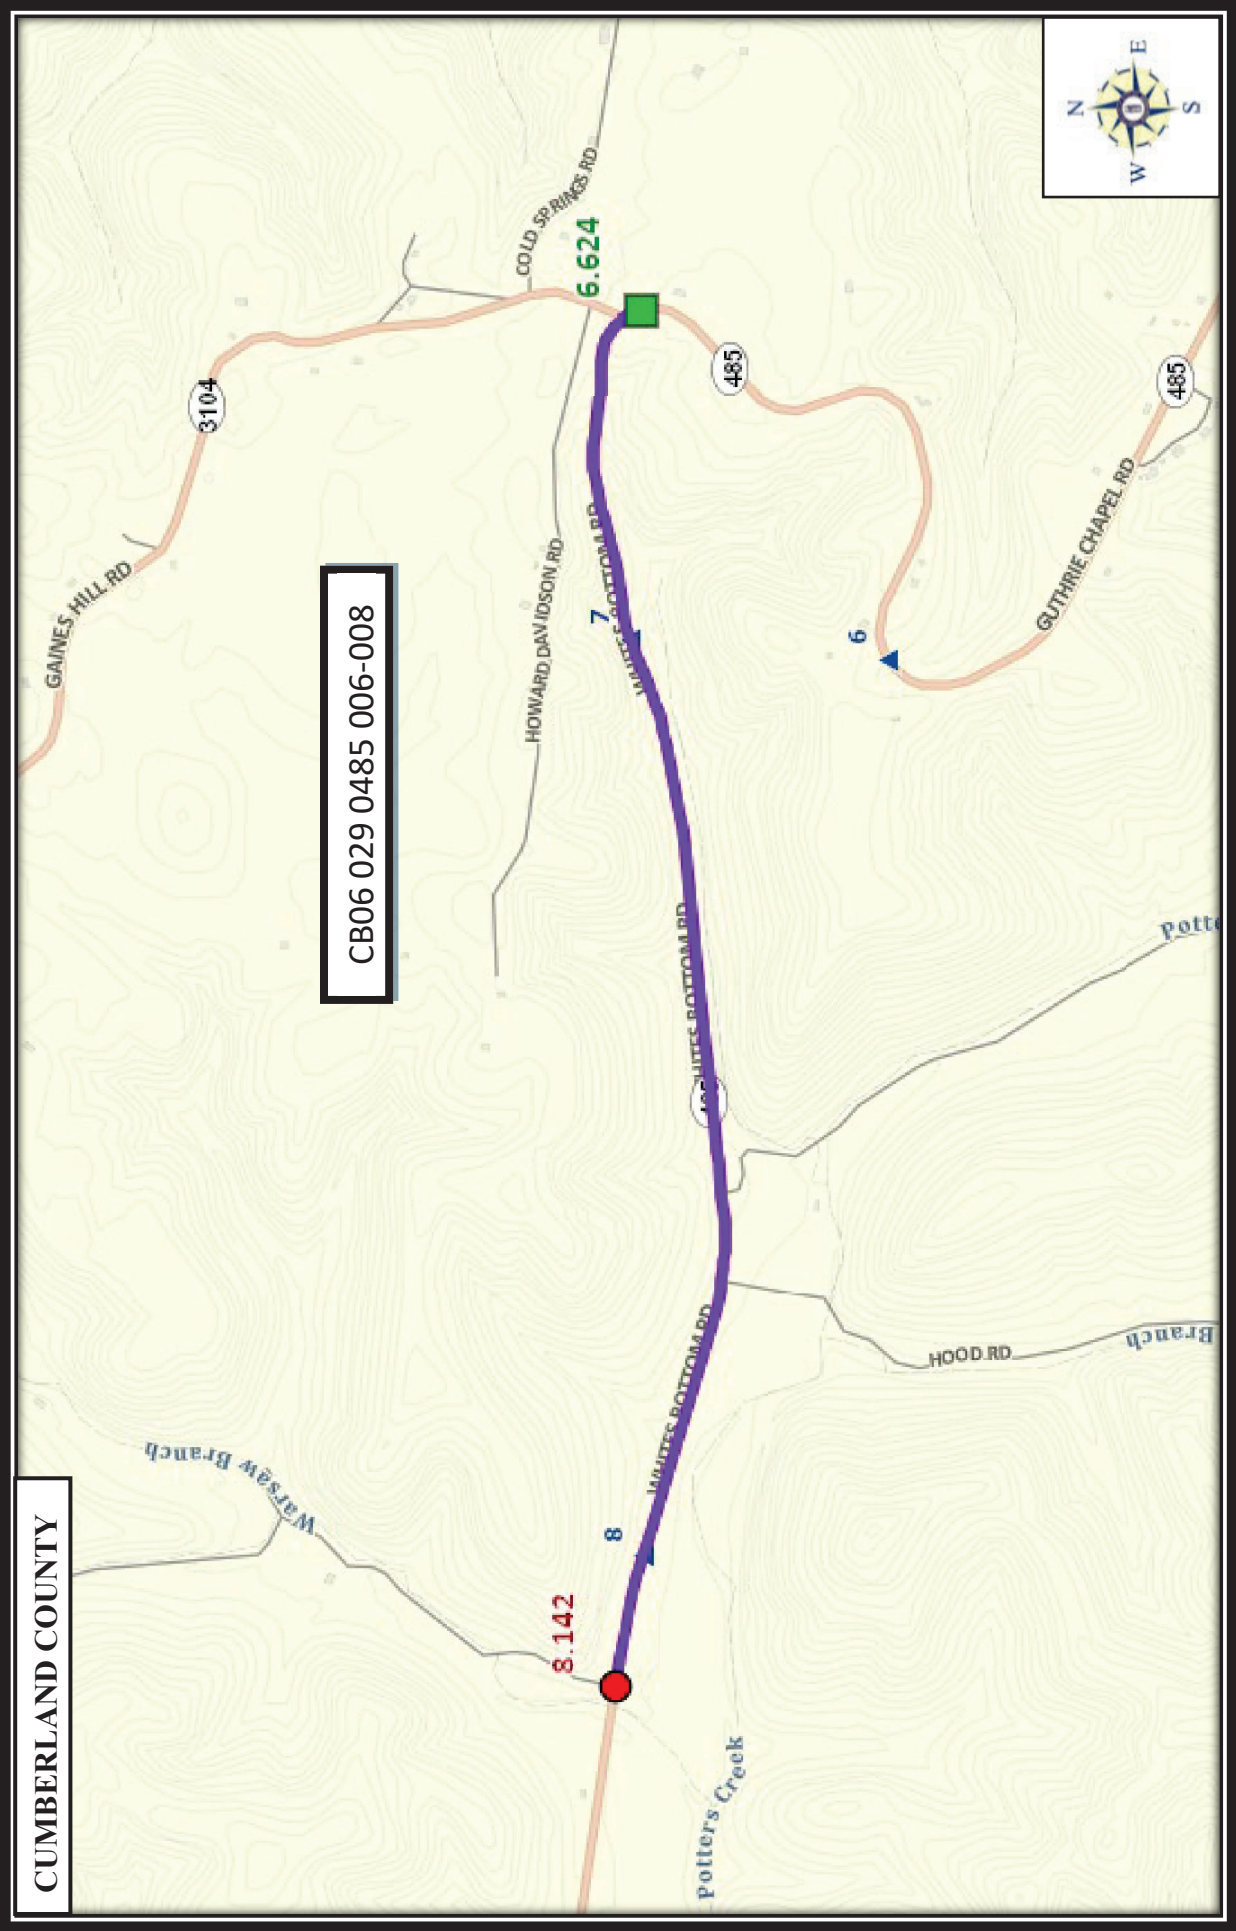 CUMBERLAND COUNTY
Warsaw Branch
GAINES HILL RD
3104
CB06 029 0485 006-008
HOWARD DAVIDSON RD
COLD SPRINGS RD
6.624
8.142
8
7
WHITES BOTTOM RD
WHITES BOTTOM RD
WHITES BOTTOM RD
485
6
Potters Creek
HOOD RD
Branch
Potte
GUTHRIE CHAPEL RD
485
N
W
E
S